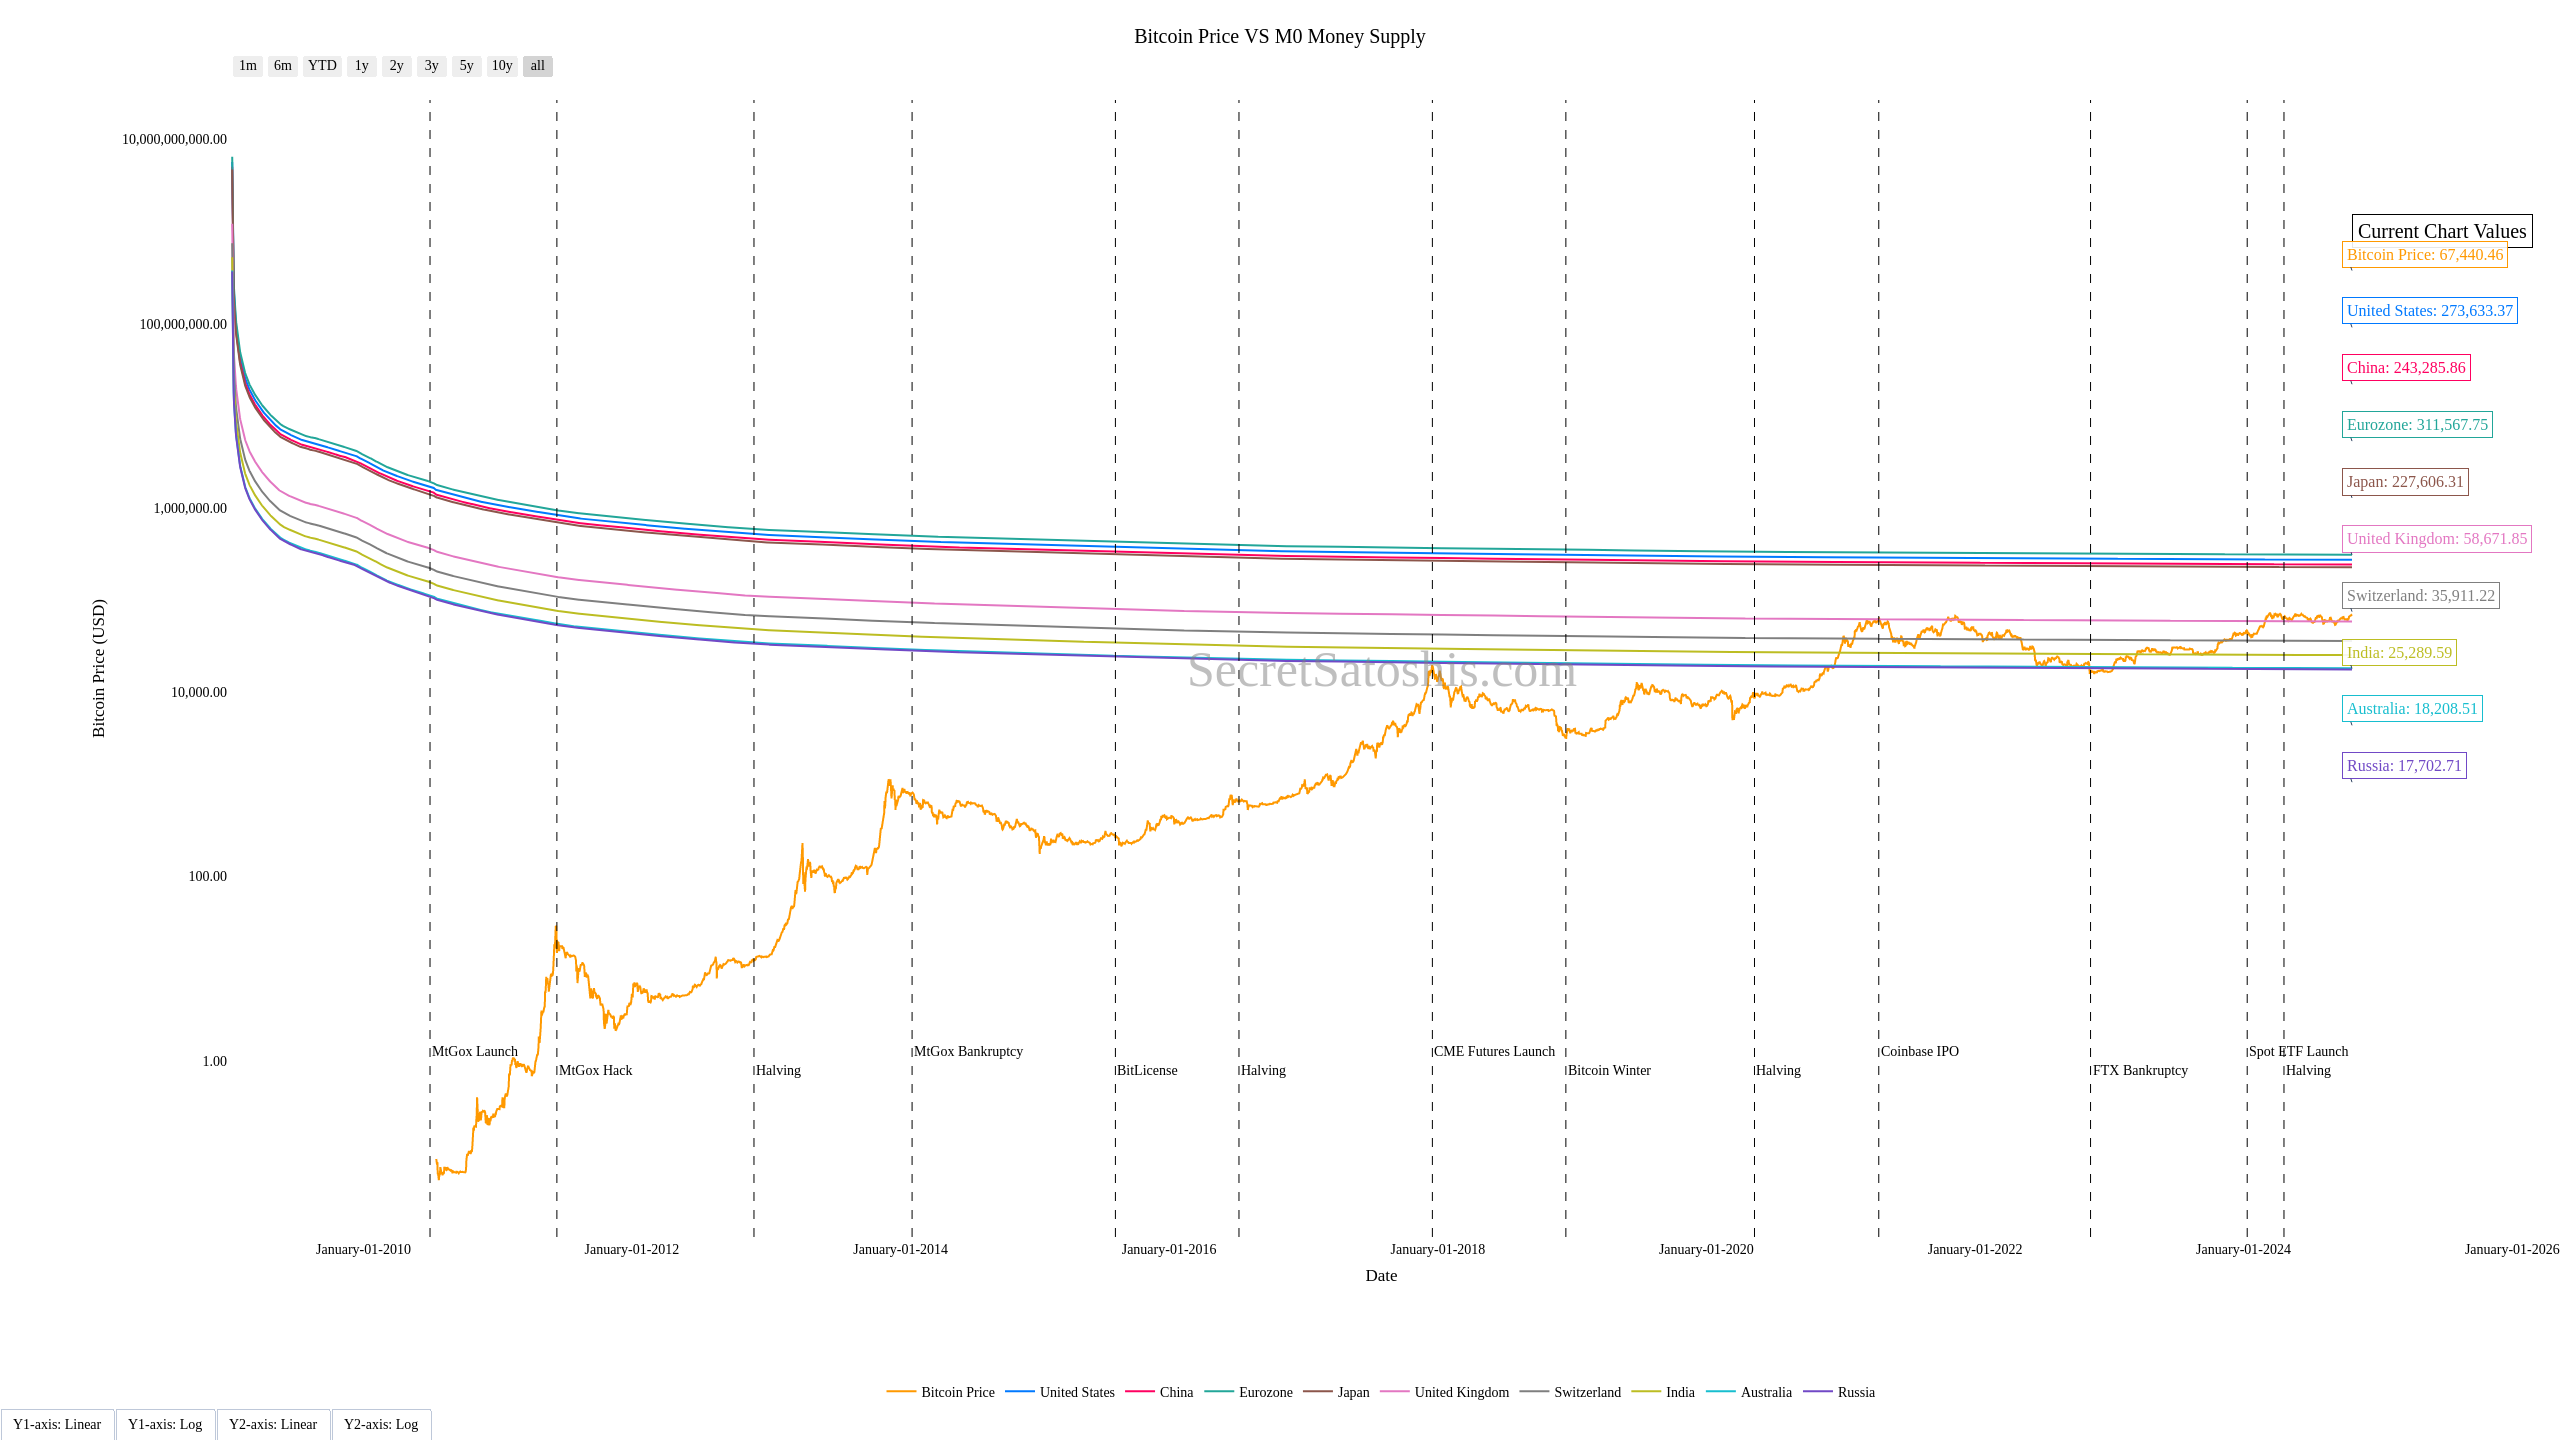 Bitcoin Price VS M0 Money Supply
1m 6m YTD 1y 2y 3y 5y 10y all
10,000,000,000.00
100,000,000.00
1,000,000.00
10,000.00
100.00
1.00
Bitcoin Price (USD)
Current Chart Values
Bitcoin Price: 67,440.46
United States: 273,633.37
China: 243,285.86
Eurozone: 311,567.75
Japan: 227,606.31
United Kingdom: 58,671.85
Switzerland: 35,911.22
India: 25,289.59
Australia: 18,208.51
Russia: 17,702.71
SecretSatoshis.com
MtGox Launch
MtGox Hack
Halving
MtGox Bankruptcy
BitLicense
Halving
CME Futures Launch
Bitcoin Winter
Halving
Coinbase IPO
FTX Bankruptcy
Spot ETF Launch
Halving
January-01-2010 January-01-2012 January-01-2014 January-01-2016 January-01-2018 January-01-2020 January-01-2022 January-01-2024 January-01-2026
Date
Bitcoin Price United States China Eurozone Japan United Kingdom Switzerland India Australia Russia
Y1-axis: Linear Y1-axis: Log Y2-axis: Linear Y2-axis: Log